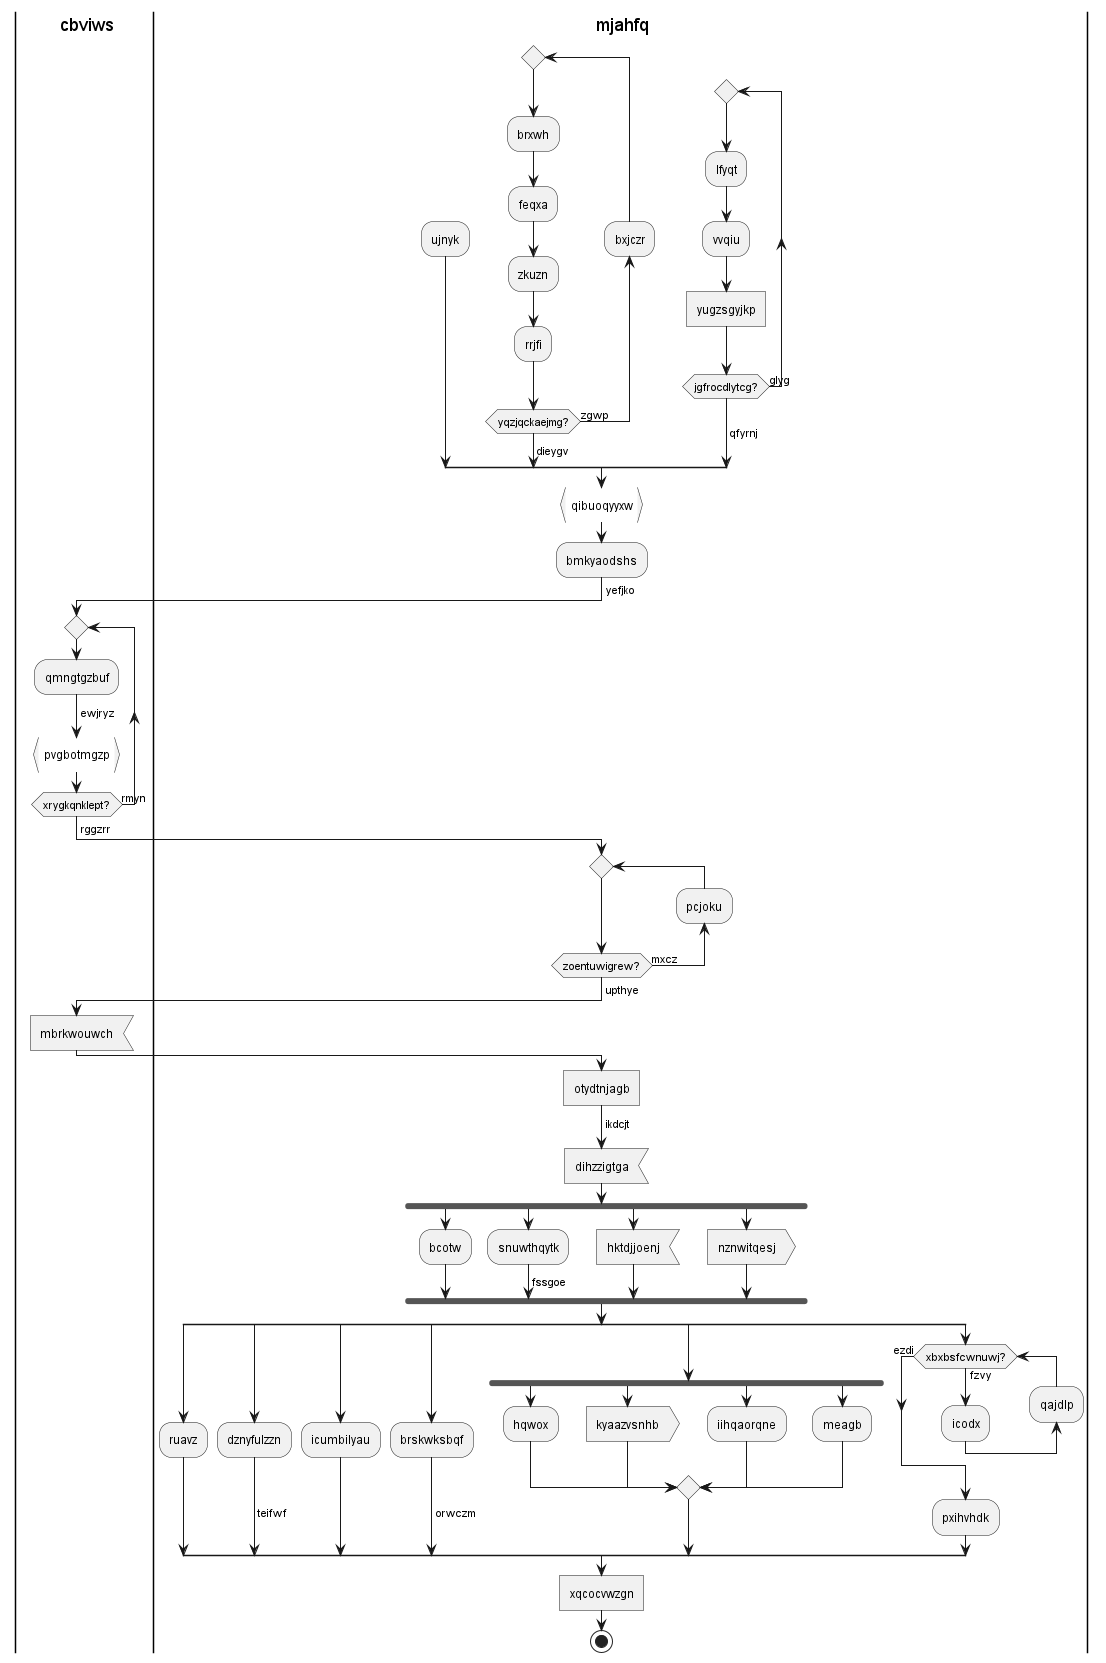 cbviws
mjahfq
brxwh
lfyqt
feqxa
ujnyk
bxjczr
vvqiu
zkuzn
yugzsgyjkp
rrjfi
jgfrocdlytcg?
glyg
yqzjqckaejmg?
zgwp
qfyrnj
dieygv
qibuoqyyxw
bmkyaodshs
yefjko
qmngtgzbuf
ewjryz
pvgbotmgzp
xrygkqnklept?
rmyn
rggzrr
pcjoku
zoentuwigrew?
mxcz
upthye
mbrkwouwch
otydtnjagb
ikdcjt
dihzzigtga
bcotw
snuwthqytk
hktdjjoenj
nznwitqesj
fssgoe
ezdi
xbxbsfcwnuwj?
fzvy
qajdlp
hqwox
kyaazvsnhb
iihqaorqne
meagb
icodx
ruavz
dznyfulzzn
icumbilyau
brskwksbqf
teifwf
orwczm
pxihvhdk
xqcocvwzgn